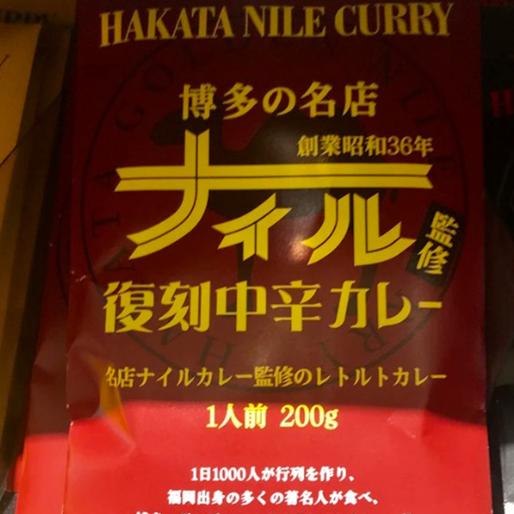 HAKATA NILE CURRY
博多の名店
創業昭和36年
ナイル
監修
復刻中辛カレー
名店ナイルカレー監修のレトルトカレー
1人前 200g
1日1000人が行列を作り、
福岡出身の多くの著名人が食べ、